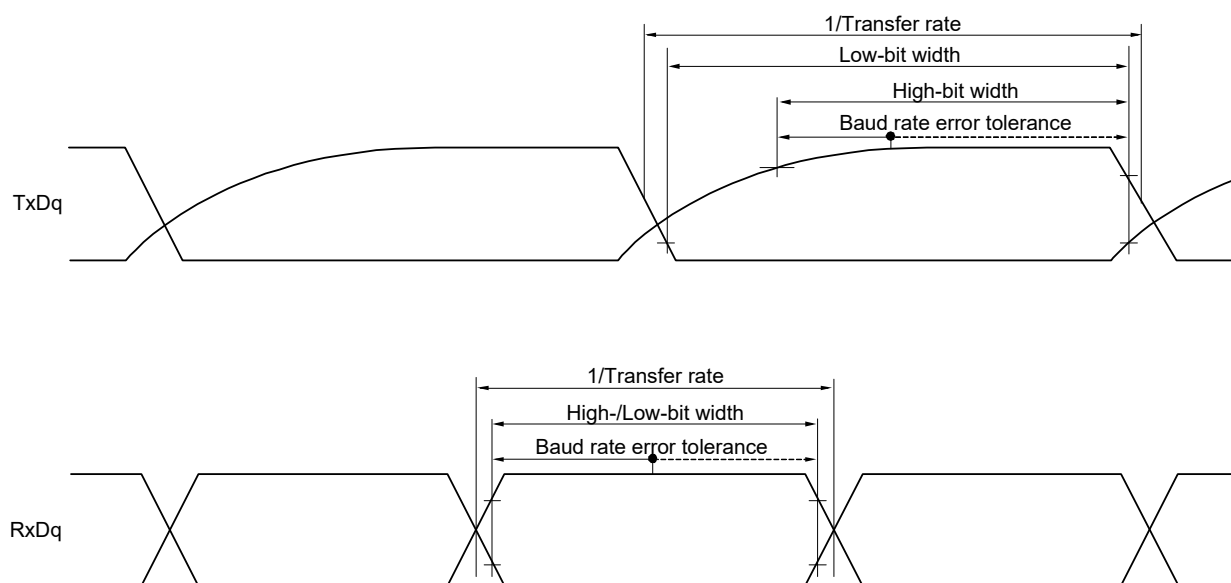 1/Transfer rate
Low-bit width
High-bit width
Baud rate error tolerance
TxDq
1/Transfer rate
High-/Low-bit width
Baud rate error tolerance
RxDq